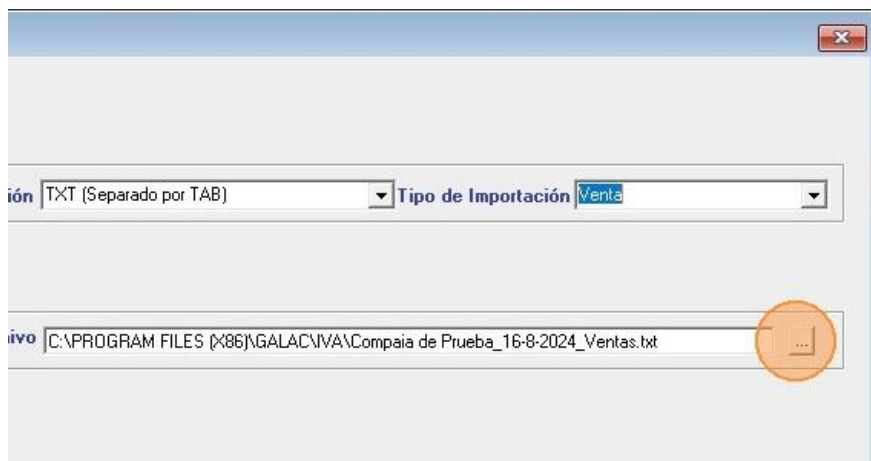 ión TXT (Separado por TAB) Tipo de Importación Venta
ivo C:\PROGRAM FILES (X86)\GALAC\IVA\Compaia de Prueba_16-8-2024_Ventas.txt ...